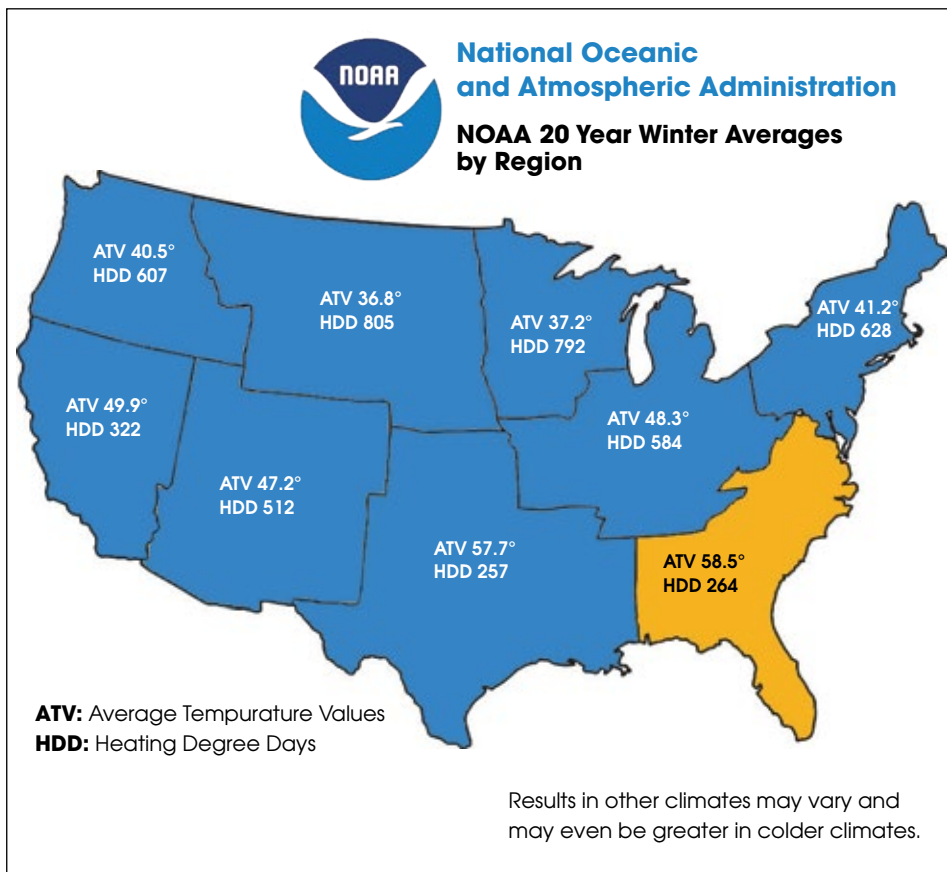 NOAA
National Oceanic
and Atmospheric Administration
NOAA 20 Year Winter Averages
by Region
ATV 40.5°
HDD 607
ATV 36.8°
HDD 805
ATV 37.2°
HDD 792
ATV 41.2°
HDD 628
ATV 49.9°
HDD 322
ATV 48.3°
HDD 584
ATV 47.2°
HDD 512
ATV 57.7°
HDD 257
ATV 58.5°
HDD 264
ATV: Average Tempurature Values
HDD: Heating Degree Days
Results in other climates may vary and
may even be greater in colder climates.